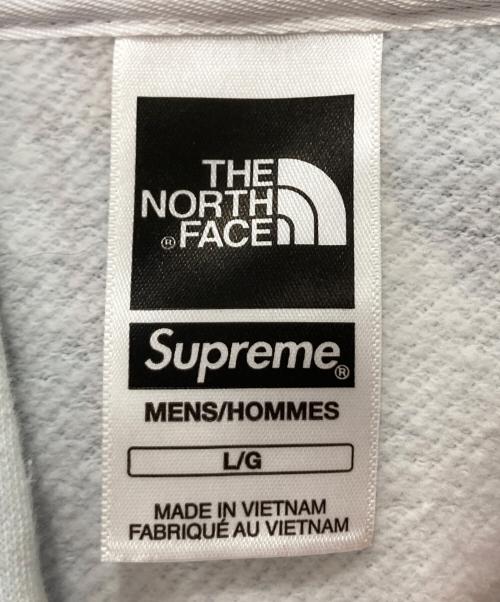 THE
NORTH
® FACE
Supreme®
MENS/HOMMES
L/G
MADE IN VIETNAM
FABRIQUÉ AU VIETNAM